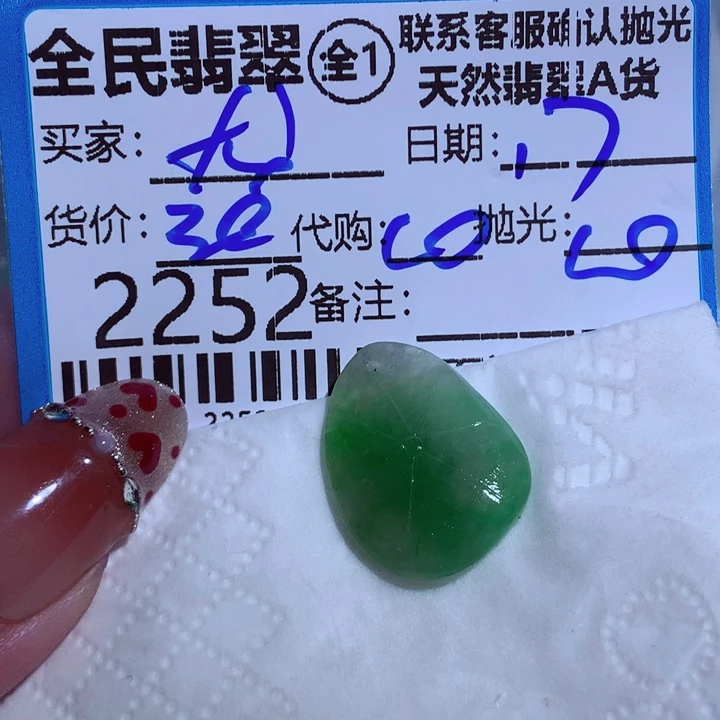 全民翡翠 全1 联系客服确认抛光
天然翡翠A货
买家： 日期： 17
货价： 代购： 抛光：
2252 备注：